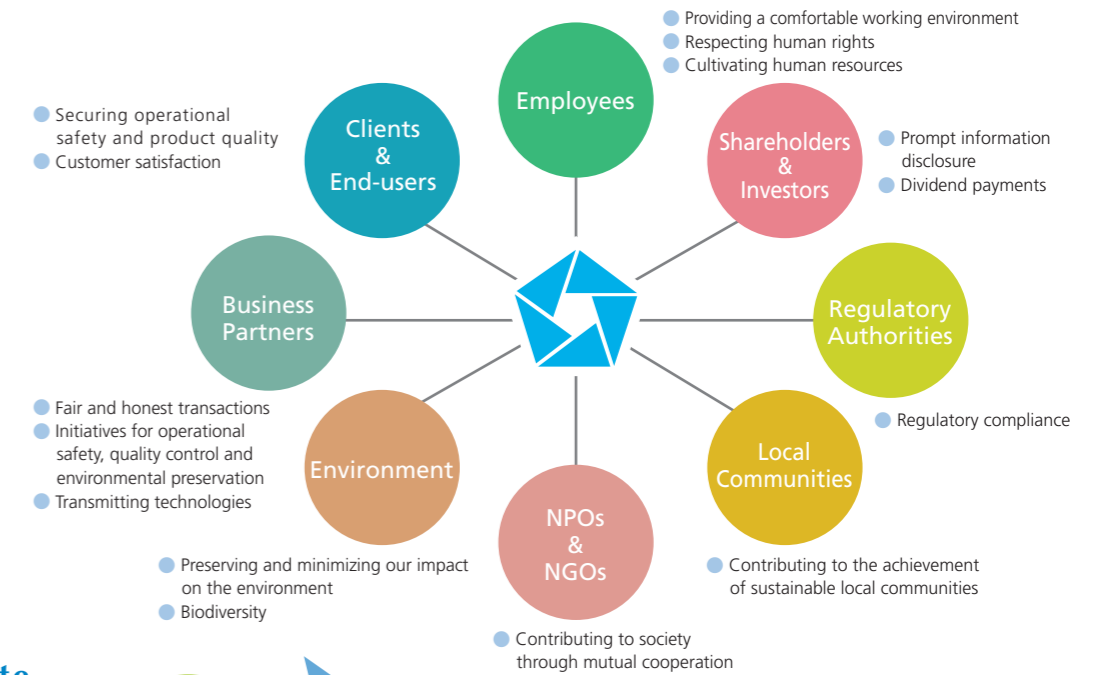 Employees
Providing a comfortable working environment
Respecting human rights
Cultivating human resources
Clients
&
End-users
Securing operational
safety and product quality
Customer satisfaction
Shareholders
&
Investors
Prompt information
disclosure
Dividend payments
Business
Partners
Fair and honest transactions
Initiatives for operational
safety, quality control and
environmental preservation
Transmitting technologies
Regulatory
Authorities
Regulatory compliance
Environment
Preserving and minimizing our impact
on the environment
Biodiversity
Local
Communities
Contributing to the achievement
of sustainable local communities
NPOs
&
NGOs
Contributing to society
through mutual cooperation